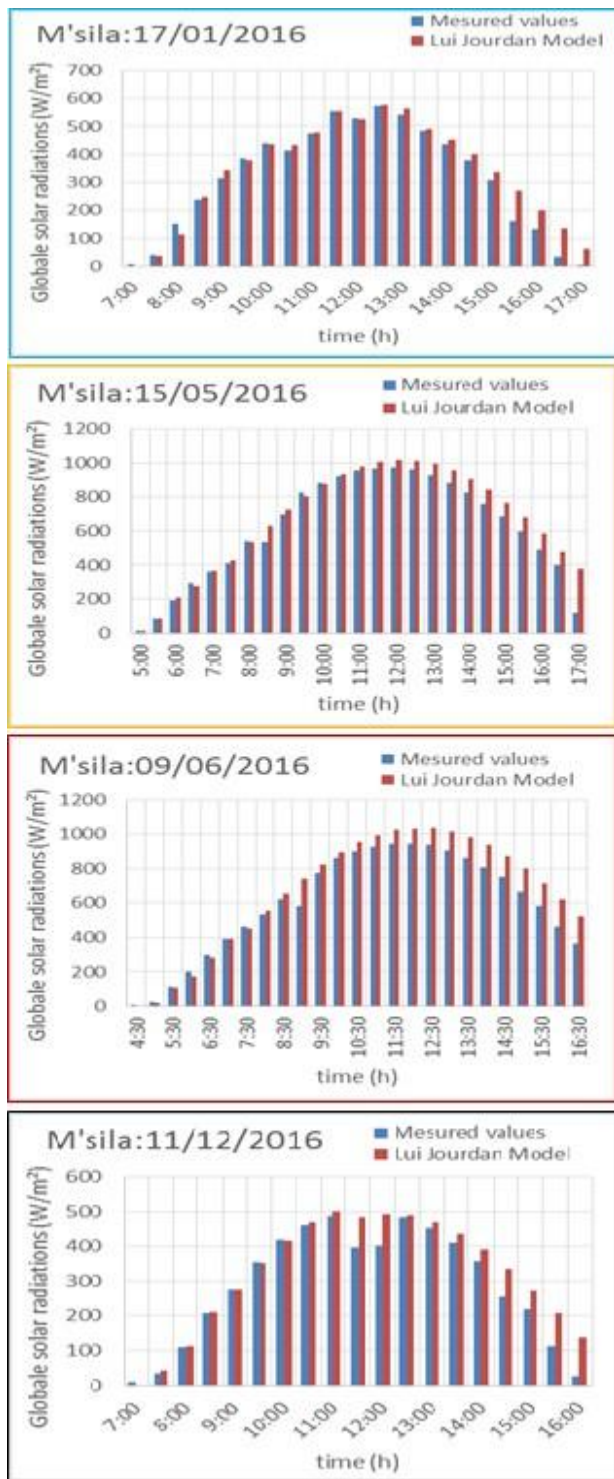 M'sila:17/01/2016
Mesured values
Lui Jourdan Model
Globale solar radiations (W/m²)
700
600
500
400
300
200
100
0
7:00 8:00 9:00 10:00 11:00 12:00 13:00 14:00 15:00 16:00 17:00
time (h)
M'sila:15/05/2016
Mesured values
Lui Jourdan Model
Globale solar radiations (W/m²)
1200
1000
800
600
400
200
0
5:00 6:00 7:00 8:00 9:00 10:00 11:00 12:00 13:00 14:00 15:00 16:00 17:00
time (h)
M'sila:09/06/2016
Mesured values
Lui Jourdan Model
Globale solar radiations (W/m²)
1200
1000
800
600
400
200
0
4:30 5:30 6:30 7:30 8:30 9:30 10:30 11:30 12:30 13:30 14:30 15:30 16:30
time (h)
M'sila:11/12/2016
Mesured values
Lui Jourdan Model
Globale solar radiations (W/m²)
600
500
400
300
200
100
0
7:00 8:00 9:00 10:00 11:00 12:00 13:00 14:00 15:00 16:00
time (h)